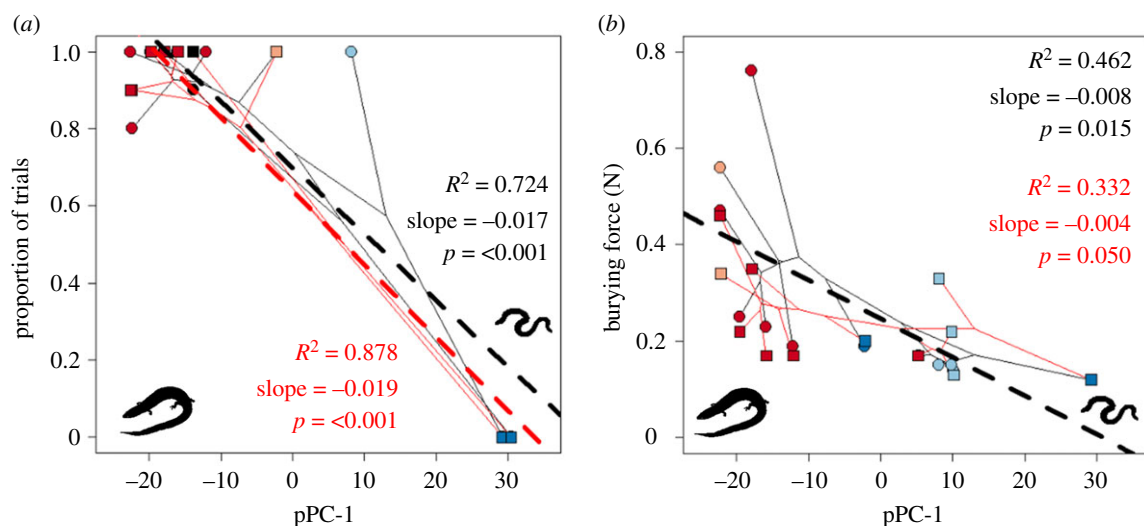 (a)
1.0
0.8
0.6
0.4
0.2
0
proportion of trials
R² = 0.724
slope = –0.017
p = <0.001
R² = 0.878
slope = –0.019
p = <0.001
–20 –10 0 10 20 30
pPC-1
(b)
0.8
0.6
0.4
0.2
0
burying force (N)
R² = 0.462
slope = –0.008
p = 0.015
R² = 0.332
slope = –0.004
p = 0.050
–20 –10 0 10 20 30
pPC-1